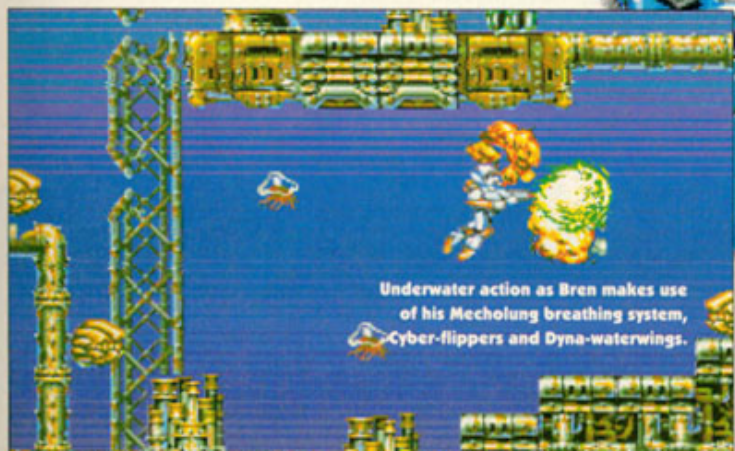 Underwater action as Bren makes use
of his Mecholung breathing system,
Cyber-flippers and Dyna-waterwings.